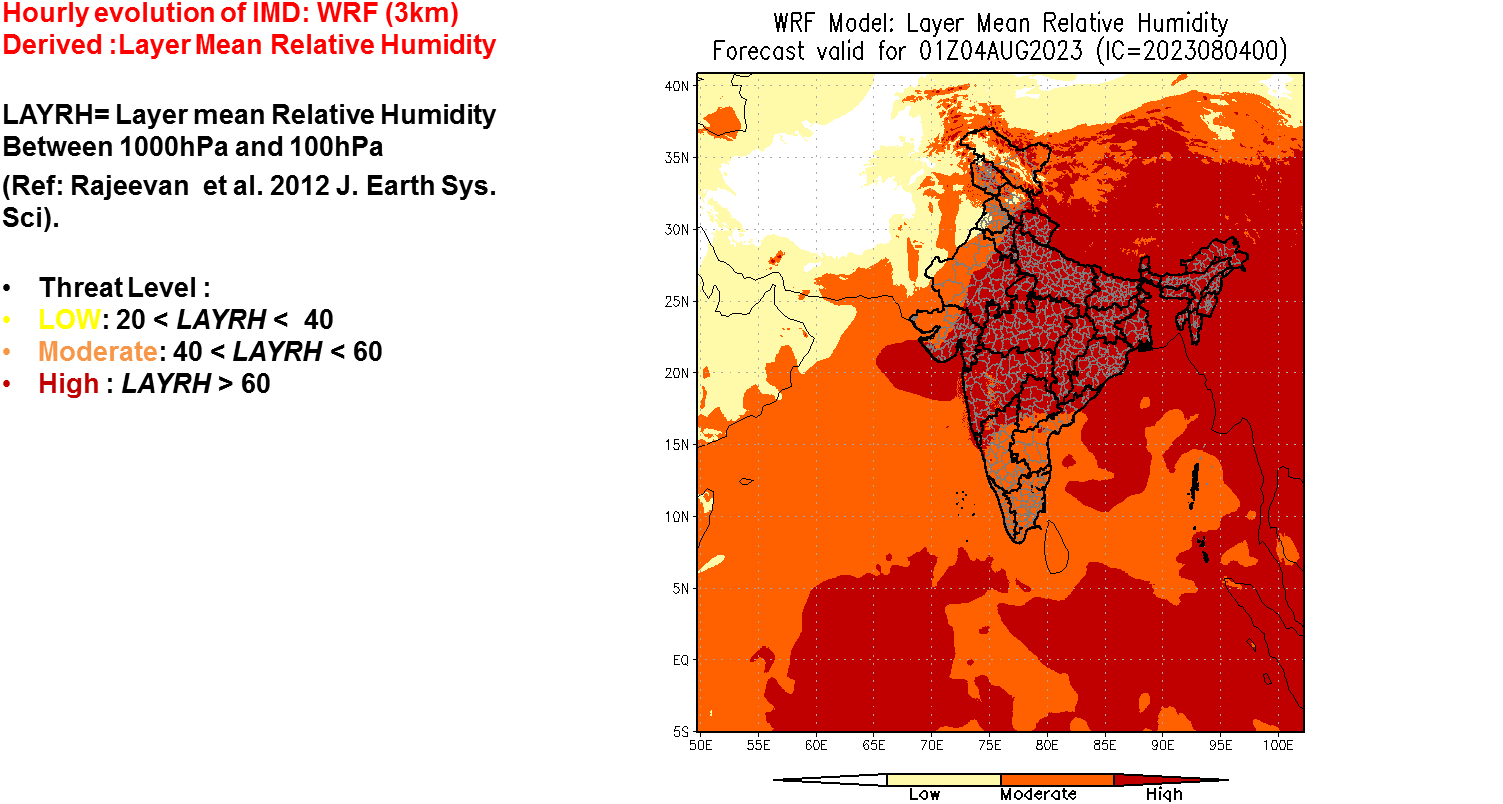 Hourly evolution of IMD: WRF (3km)
Derived :Layer Mean Relative Humidity
LAYRH= Layer mean Relative Humidity
Between 1000hPa and 100hPa
(Ref: Rajeevan et al. 2012 J. Earth Sys.
Sci).
• Threat Level :
• LOW: 20 < LAYRH < 40
• Moderate: 40 < LAYRH < 60
• High : LAYRH > 60
WRF Model: Layer Mean Relative Humidity
Forecast valid for 01Z04AUG2023 (IC=2023080400)
40N
35N
30N
25N
20N
15N
10N
5N
EQ
5S
50E 55E 60E 65E 70E 75E 80E 85E 90E 95E 100E
Low Moderate High